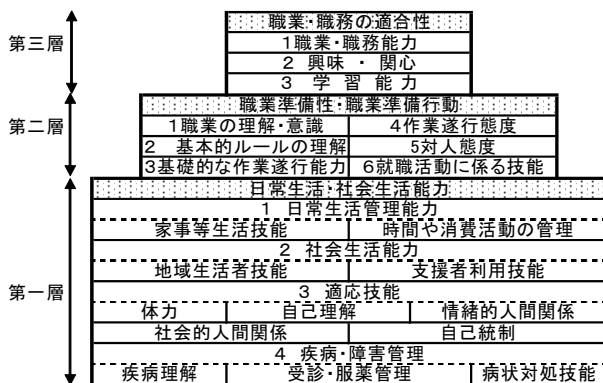 第三層
職業・職務の適合性
1職業・職務能力
2 興味 ・ 関心
3 学 習 能 力
第二層
職業準備性・職業準備行動
1職業の理解・意識 4作業遂行態度
2 基本的ルールの理解 5対人態度
3基礎的な作業遂行能力 6就職活動に係る技能
第一層
日常生活・社会生活能力
1 日常生活管理能力
家事等生活技能 時間や消費活動の管理
2 社会生活能力
地域生活者技能 支援者利用技能
3 適応技能
体力 自己理解 情緒的人間関係
社会的人間関係 自己統制
4 疾病・障害管理
疾病理解 受診・服薬管理 病状対処技能